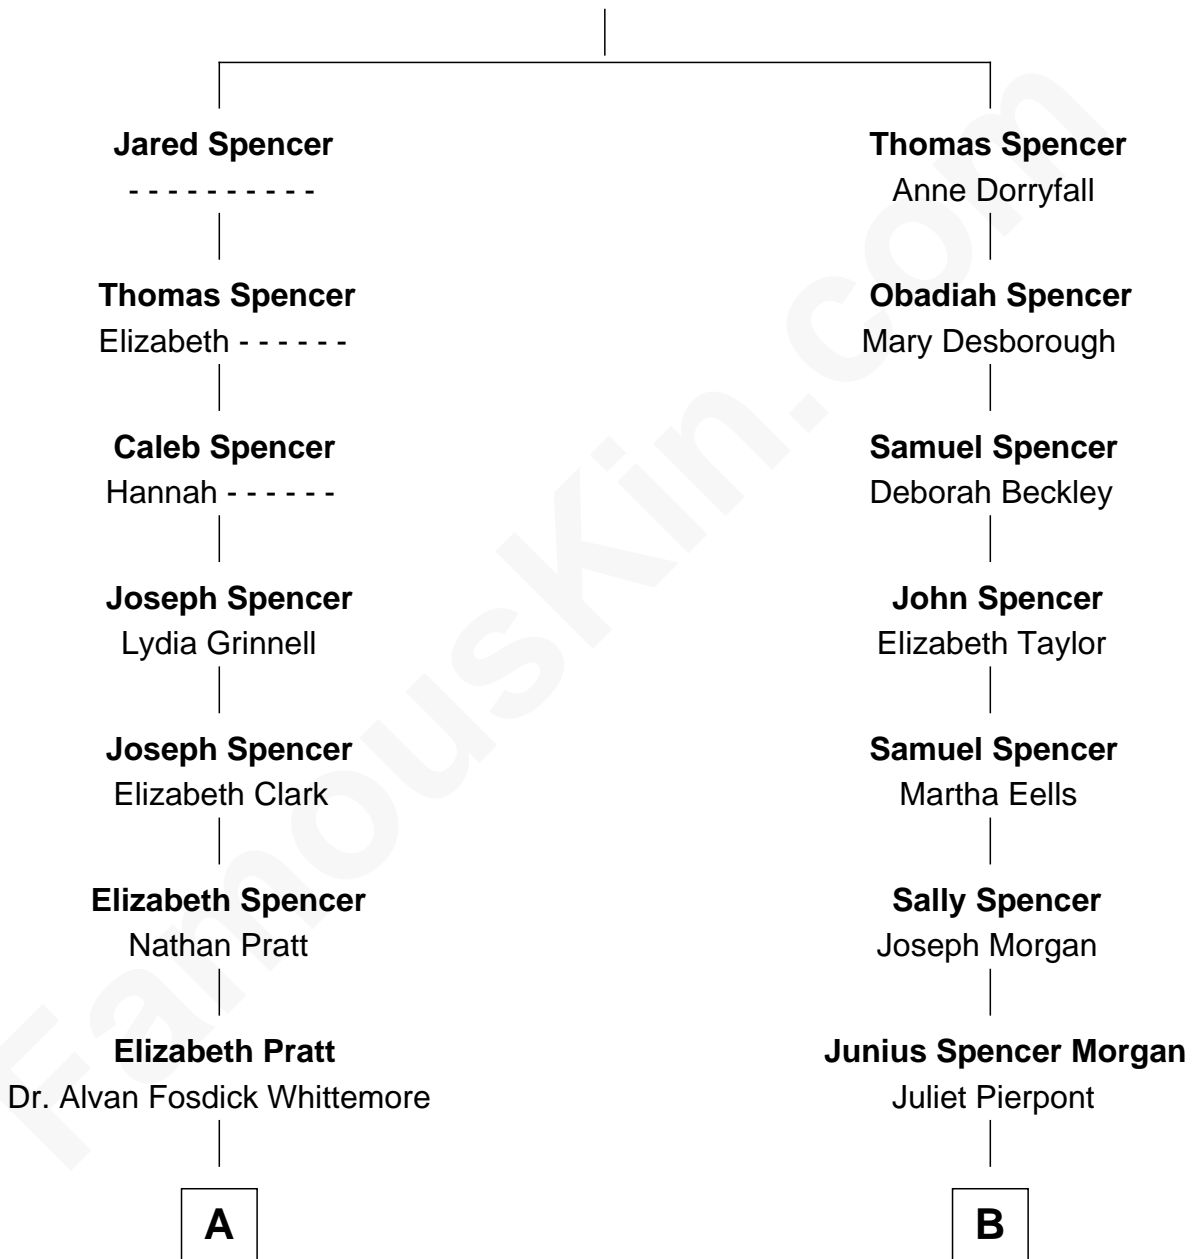 Jared Spencer
- - - - - - - - - -
Thomas Spencer
Elizabeth - - - - - -
Caleb Spencer
Hannah - - - - - -
Joseph Spencer
Lydia Grinnell
Joseph Spencer
Elizabeth Clark
Elizabeth Spencer
Nathan Pratt
Elizabeth Pratt
Dr. Alvan Fosdick Whittemore
A
Thomas Spencer
Anne Dorryfall
Obadiah Spencer
Mary Desborough
Samuel Spencer
Deborah Beckley
John Spencer
Elizabeth Taylor
Samuel Spencer
Martha Eells
Sally Spencer
Joseph Morgan
Junius Spencer Morgan
Juliet Pierpont
B
FamousKin.com